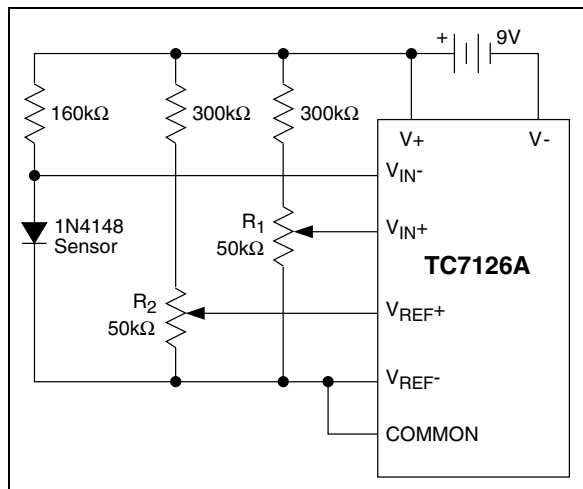 + 9V
160kΩ 300kΩ 300kΩ
V+ V-
VIN-
1N4148
Sensor
R1
50kΩ
VIN+
TC7126A
R2
50kΩ
VREF+
VREF-
COMMON